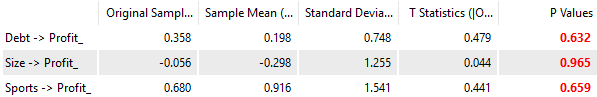 Original Sampl... Sample Mean (... Standard Devia... T Statistics (|O... P Values
Debt -> Profit_ 0.358 0.198 0.748 0.479 0.632
Size -> Profit_ -0.056 -0.298 1.255 0.044 0.965
Sports -> Profit_ 0.680 0.916 1.541 0.441 0.659